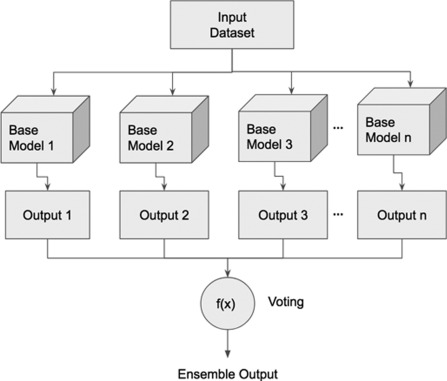 Input
Dataset
Base
Model 1
Base
Model 2
Base
Model 3
...
Base
Model n
Output 1
Output 2
Output 3
...
Output n
f(x)
Voting
Ensemble Output